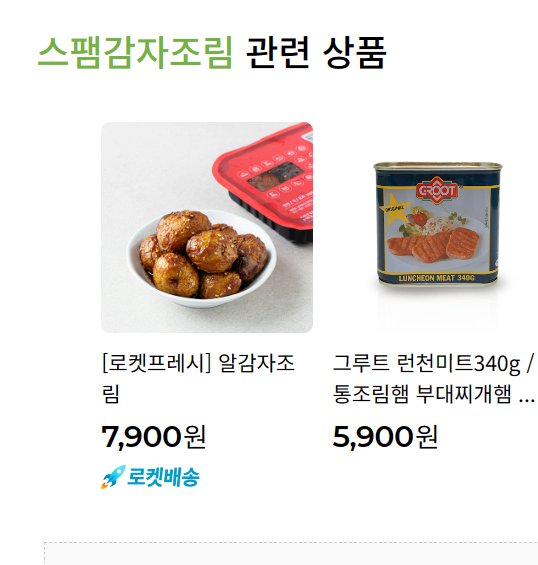 스팸감자조림 관련 상품
GROOT
ORIGINAL
LUNCHEON MEAT 340G
[로켓프레시] 알감자조
림
7,900원
로켓배송
그루트 런천미트340g /
통조림햄 부대찌개햄 ...
5,900원